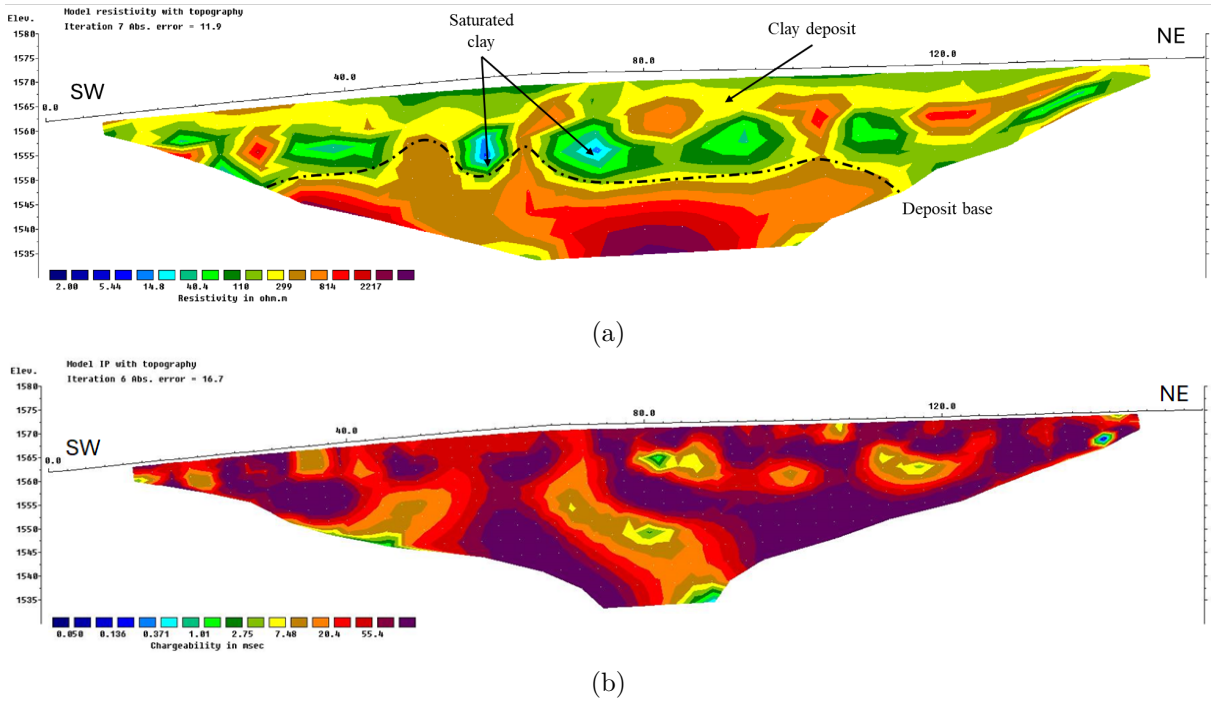 Model resistivity with topography
Iteration 7 Abs. error = 11.9
Elev.
1580
1575
1570
1565
1560
1555
1550
1545
1540
1535
SW
NE
0.0
40.0
80.0
120.0
Saturated
clay
Clay deposit
Deposit base
2.00 5.44 14.8 40.4 110 299 814 2217
Resistivity in ohm.m
(a)
Model IP with topography
Iteration 6 Abs. error = 16.7
Elev.
1580
1575
1570
1565
1560
1555
1550
1545
1540
1535
SW
NE
0.0
40.0
80.0
120.0
0.050 0.136 0.371 1.01 2.75 7.48 20.4 55.4
Chargeability in msec
(b)